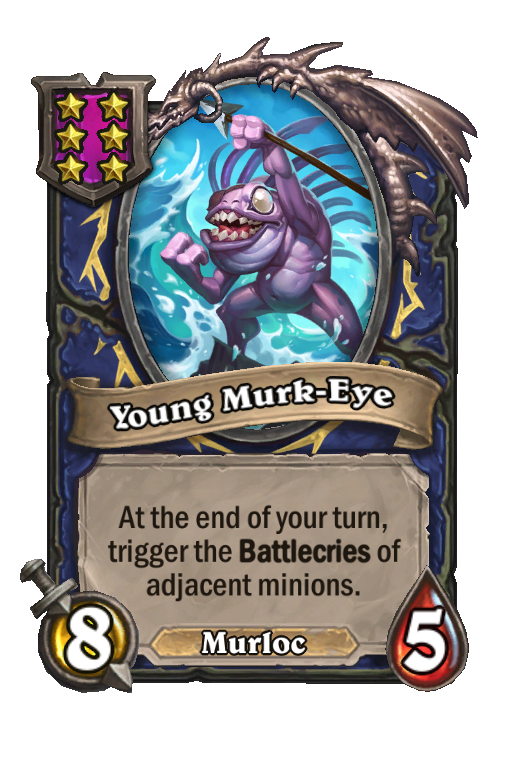 Young Murk-Eye
At the end of your turn,
trigger the Battlecries of
adjacent minions.
8
Murloc
5